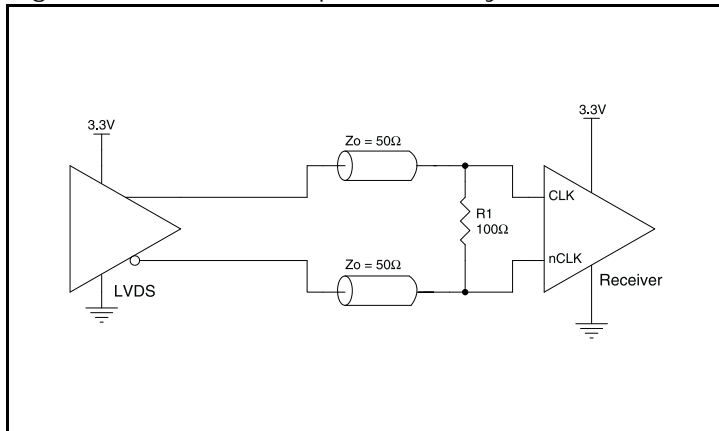 3.3V
3.3V
Zo = 50Ω
CLK
R1
100Ω
Zo = 50Ω
nCLK
LVDS
Receiver